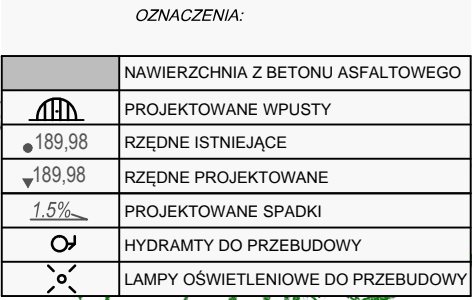 OZNACZENIA:
NAWIERZCHNIA Z BETONU ASFALTOWEGO
PROJEKTOWANE WPUSTY
189,98 RZĘDNE ISTNIEJĄCE
189,98 RZĘDNE PROJEKTOWANE
1.5% PROJEKTOWANE SPADKI
HYDRAMTY DO PRZEBUDOWY
LAMPY OŚWIETLENIOWE DO PRZEBUDOWY